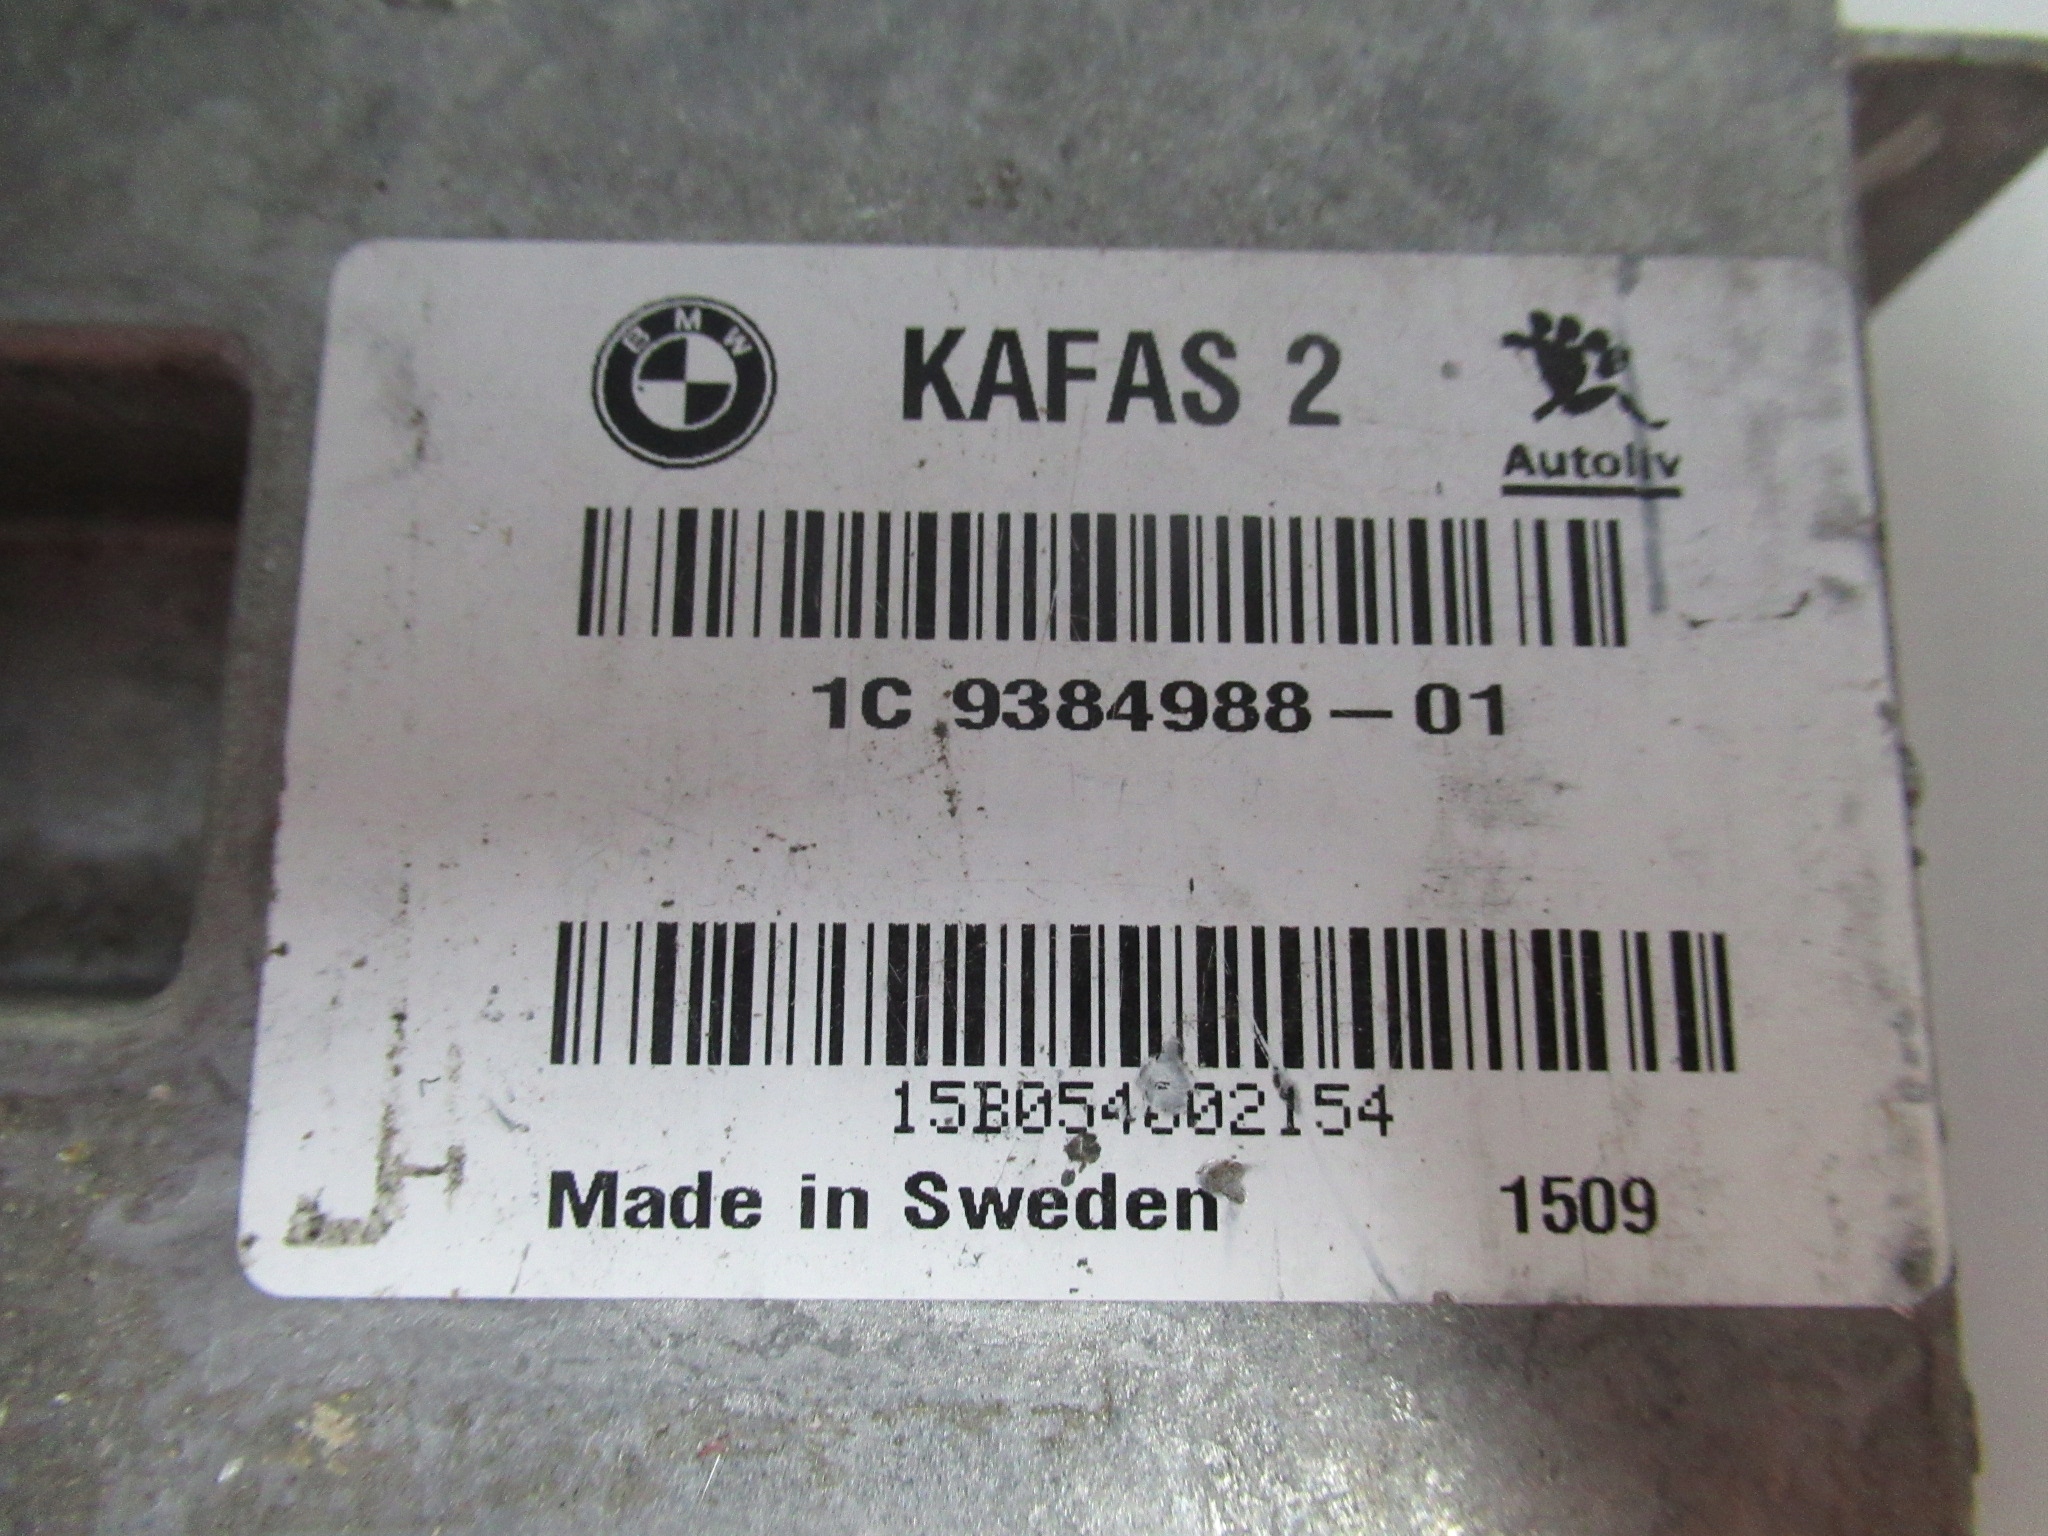 BMW KAFAS 2
Autoliv
1C 9384988-01
Made in Sweden 1509